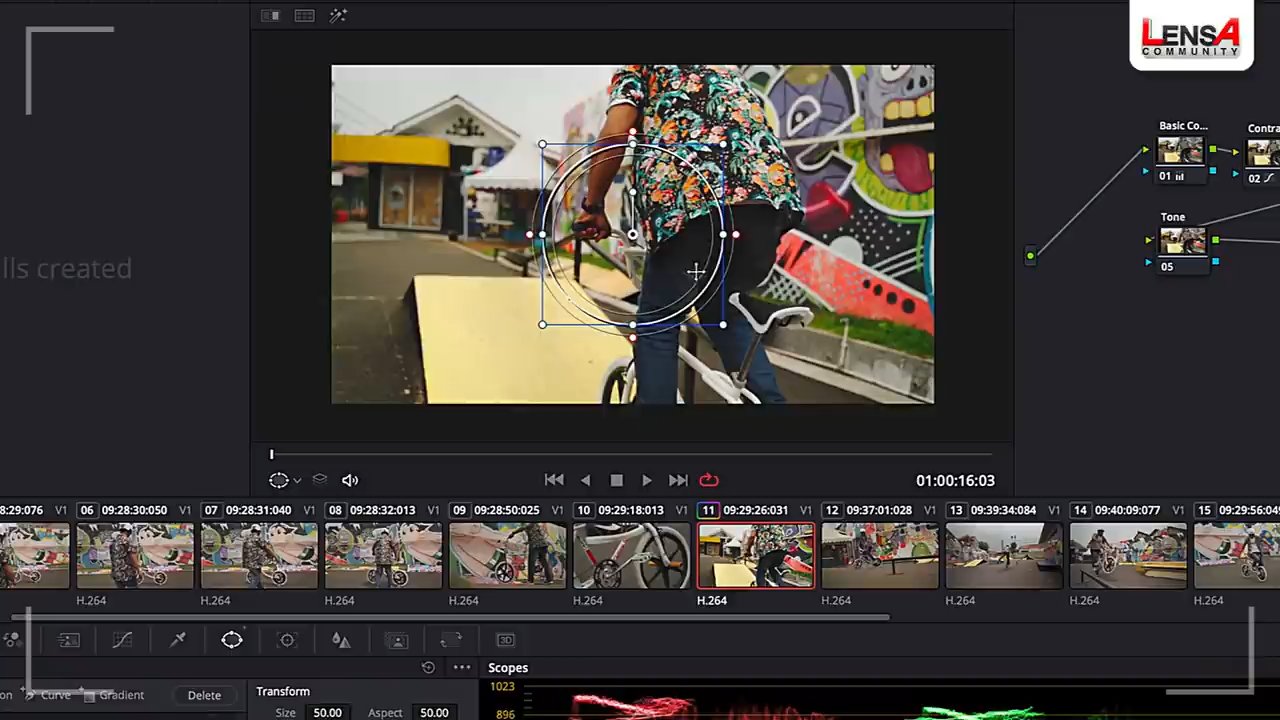 LENSA
COMMUNITY
Basic Co...
Contra
01
02
Tone
05
lls created
01:00:16:03
8:29:076 V1 06 09:28:30:050 V1 07 09:28:31:040 V1 08 09:28:32:013 V1 09 09:28:50:025 V1 10 09:29:18:013 V1 11 09:29:26:031 V1 12 09:37:01:028 V1 13 09:39:34:084 V1 14 09:40:09:077 V1 15 09:29:56:04
H.264 H.264 H.264 H.264 H.264 H.264 H.264 H.264 H.264 H.264
3D
Scopes
on Curve Gradient Delete
Transform
Size 50.00 Aspect 50.00
1023
896